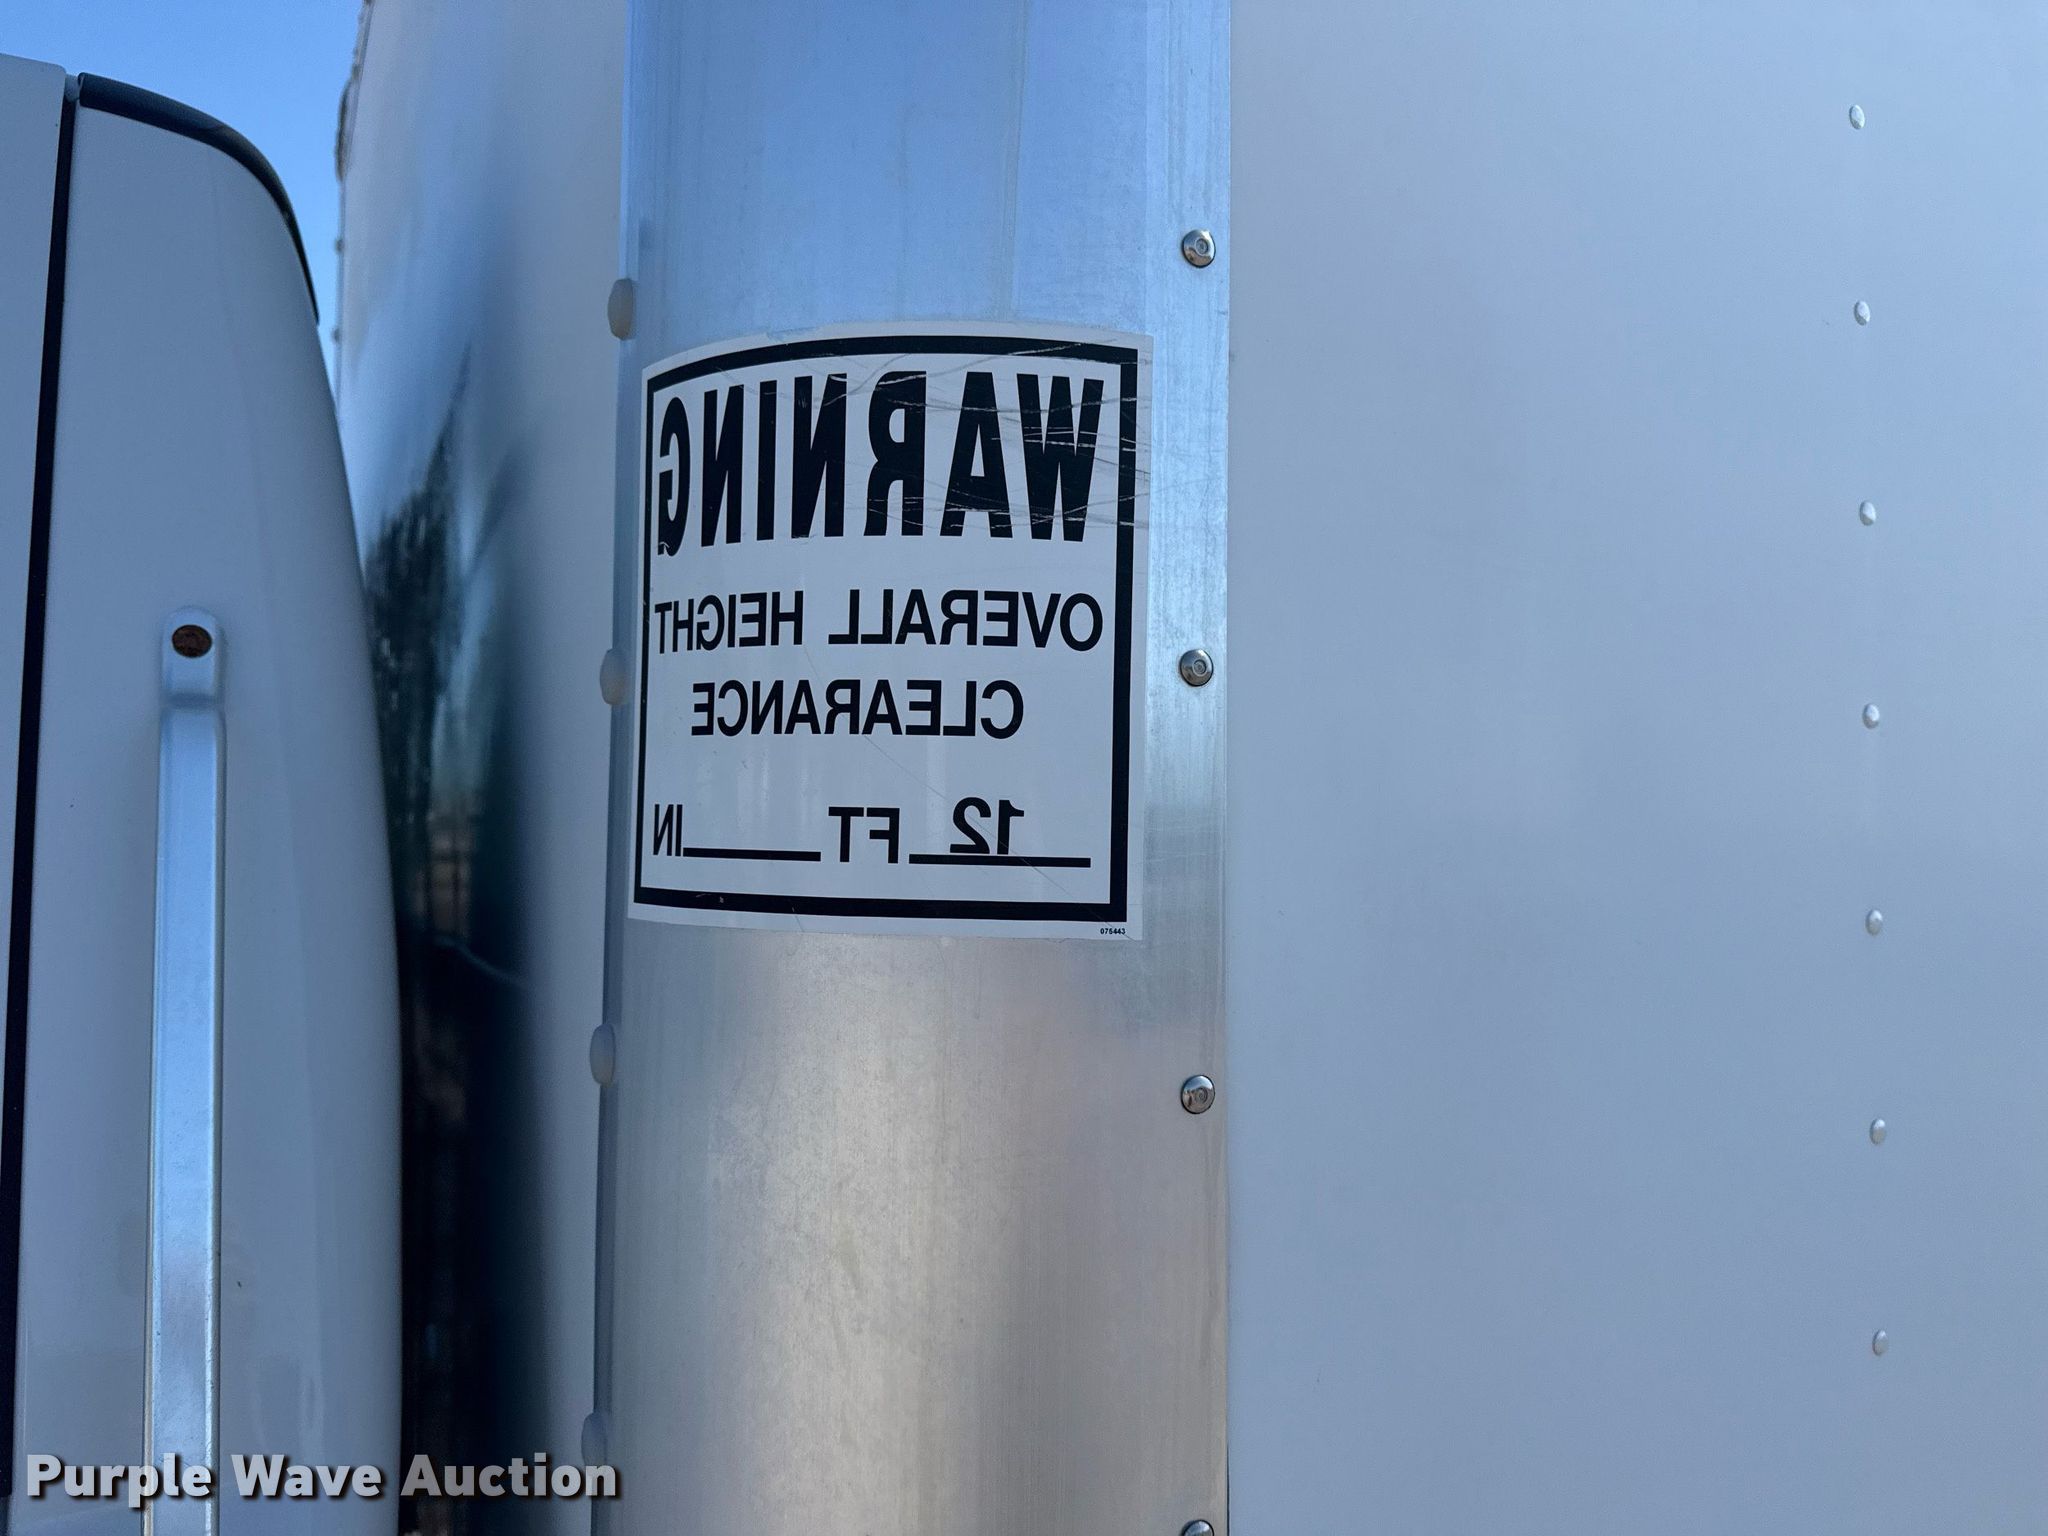 WARNING
OVERALL HEIGHT
CLEARANCE
12 FT IN
075443
Purple Wave Auction